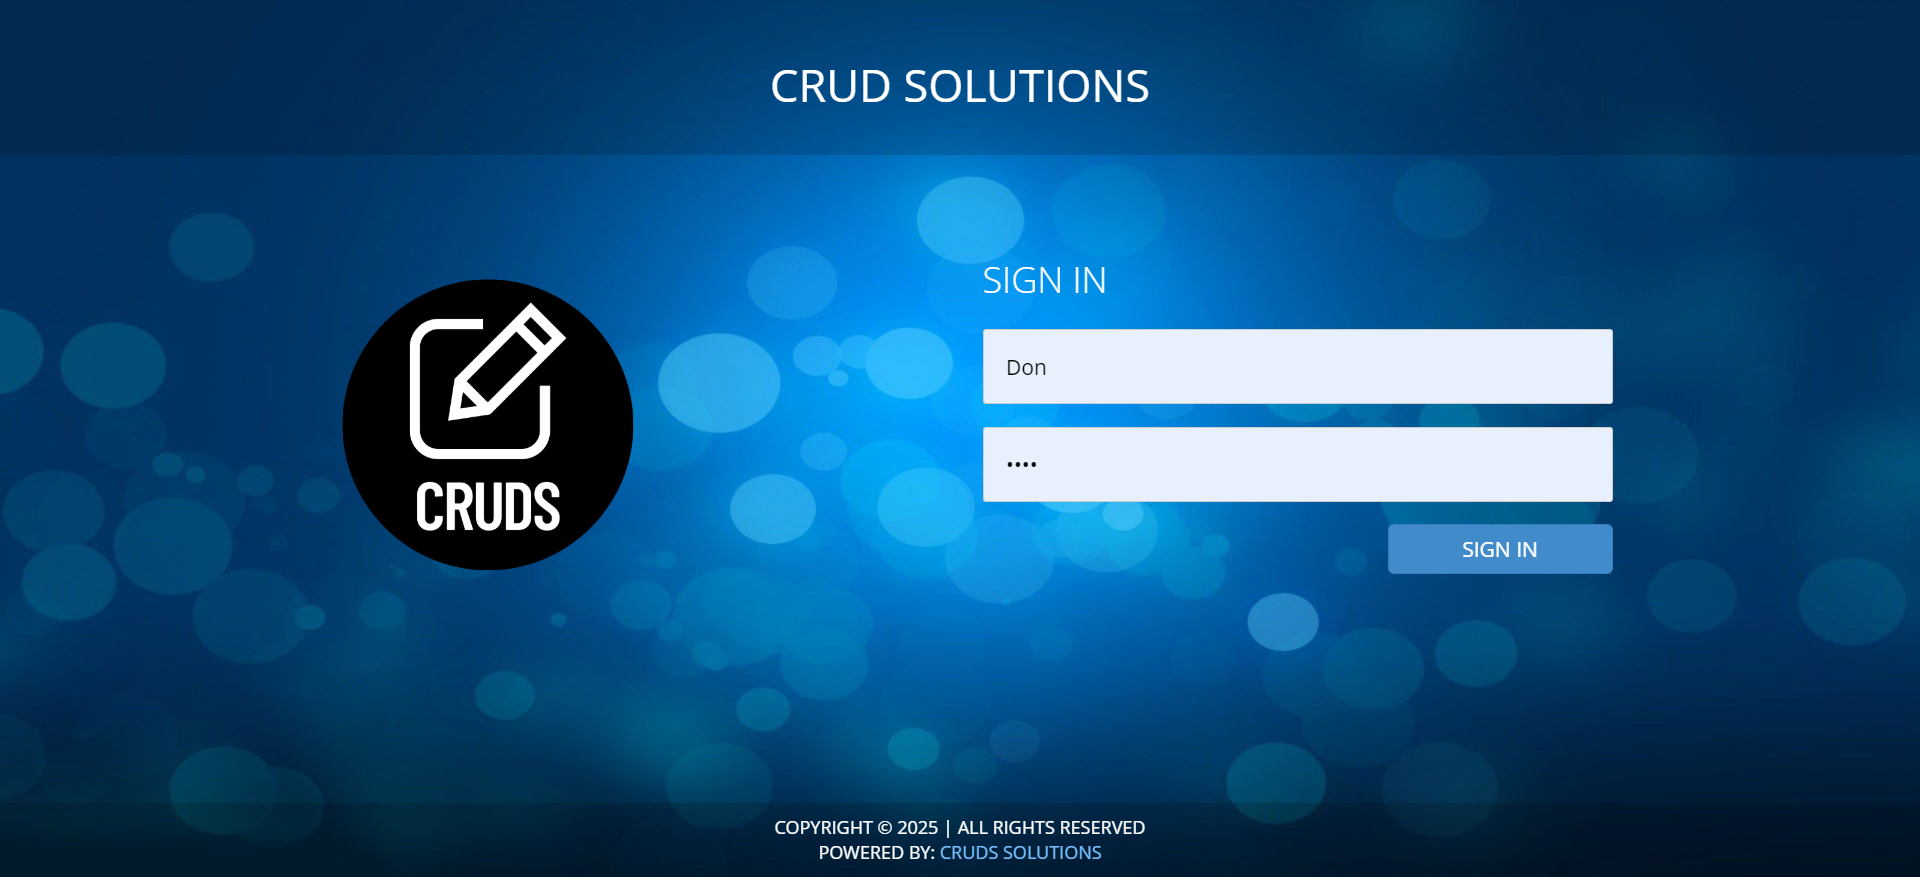 CRUD SOLUTIONS
CRUDS
SIGN IN
Don
••••
SIGN IN
COPYRIGHT © 2025 | ALL RIGHTS RESERVED
POWERED BY: CRUDS SOLUTIONS